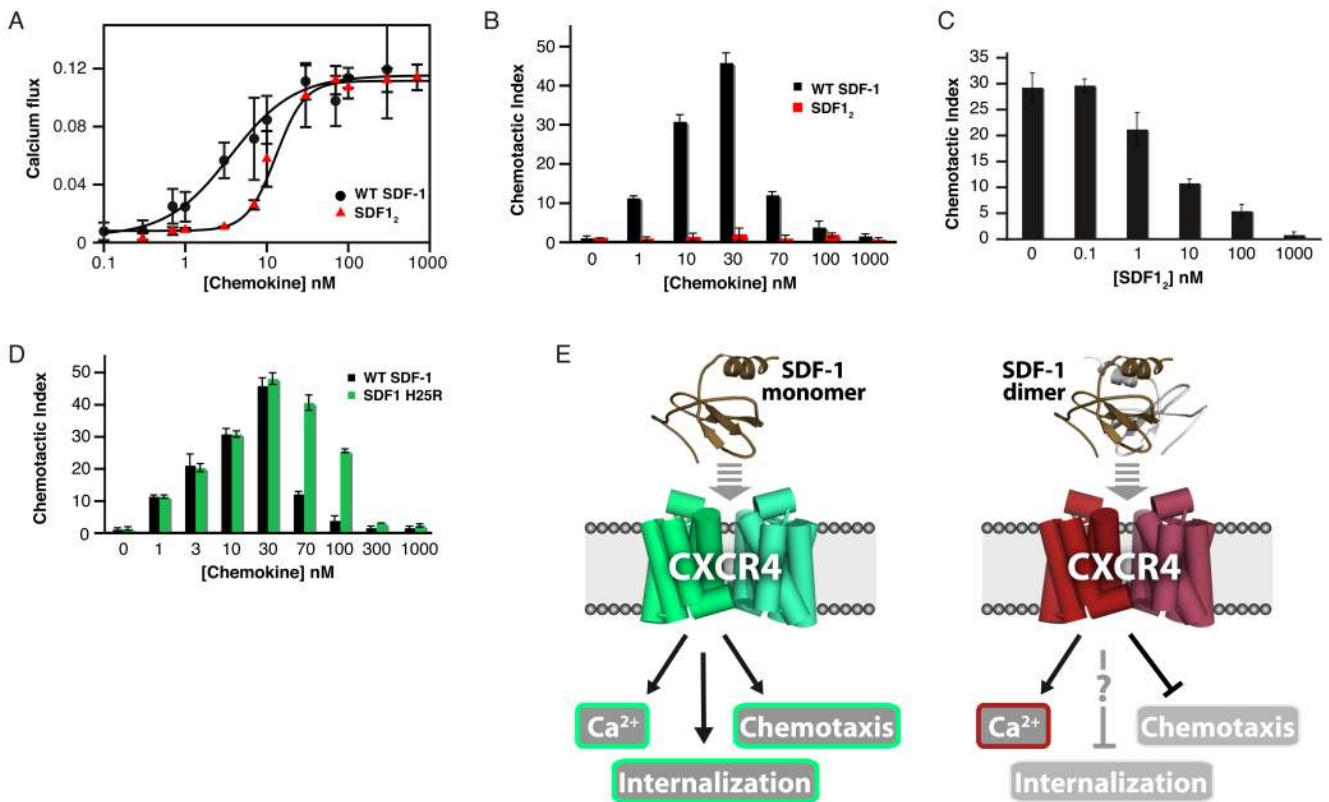 A
Calcium flux
0.12
0.08
0.04
0
WT SDF-1
SDF1₂
0.1 1 10 100 1000
[Chemokine] nM
B
Chemotactic Index
50
40
30
20
10
0
WT SDF-1
SDF1₂
0 1 10 30 70 100 1000
[Chemokine] nM
C
Chemotactic Index
35
30
25
20
15
10
5
0
0 0.1 1 10 100 1000
[SDF1₂] nM
D
Chemotactic Index
50
40
30
20
10
0
WT SDF-1
SDF1 H25R
0 1 3 10 30 70 100 300 1000
[Chemokine] nM
E
SDF-1
monomer
CXCR4
Ca²⁺
Chemotaxis
Internalization
SDF-1
dimer
CXCR4
?
Ca²⁺
Chemotaxis
Internalization